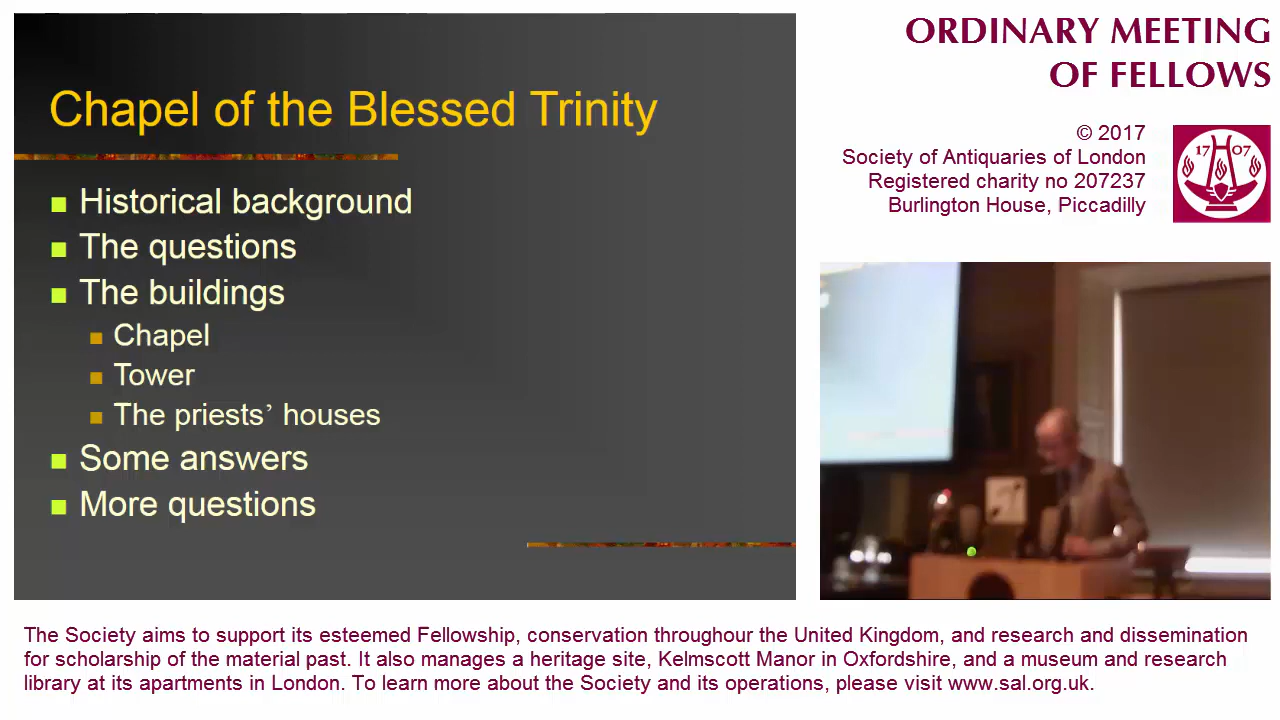 Chapel of the Blessed Trinity
Historical background
The questions
The buildings
Chapel
Tower
The priests’ houses
Some answers
More questions
ORDINARY MEETING
OF FELLOWS
© 2017
Society of Antiquaries of London
Registered charity no 207237
Burlington House, Piccadilly
17 07
The Society aims to support its esteemed Fellowship, conservation throughour the United Kingdom, and research and dissemination
for scholarship of the material past. It also manages a heritage site, Kelmscott Manor in Oxfordshire, and a museum and research
library at its apartments in London. To learn more about the Society and its operations, please visit www.sal.org.uk.